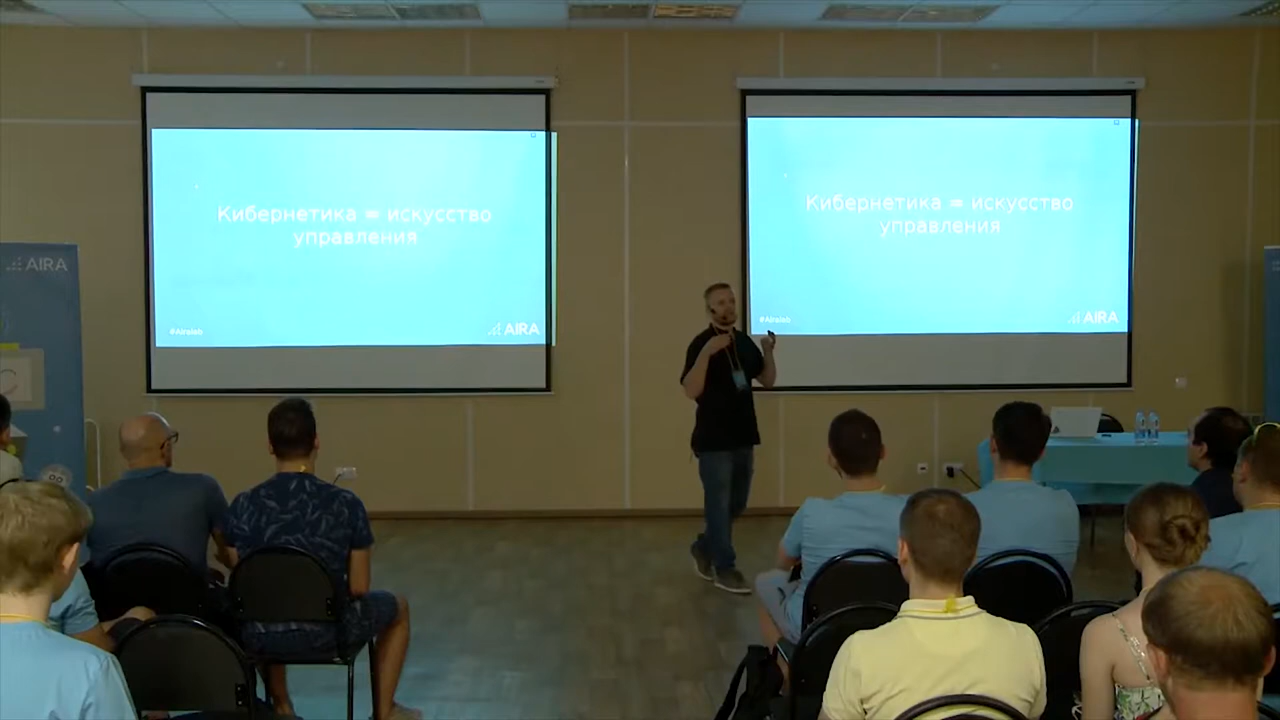 Кибернетика = искусство
управления
#Airalab
AIRA
Кибернетика = искусство
управления
#Airalab
AIRA
AIRA